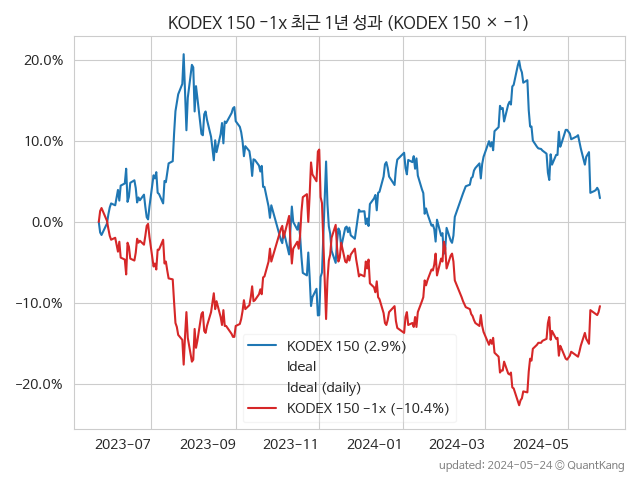 KODEX 150 -1x 최근 1년 성과 (KODEX 150 × -1)
20.0%
10.0%
0.0%
−10.0%
−20.0%
KODEX 150 (2.9%)
Ideal
Ideal (daily)
KODEX 150 -1x (−10.4%)
2023-07 2023-09 2023-11 2024-01 2024-03 2024-05
updated: 2024-05-24 © QuantKang